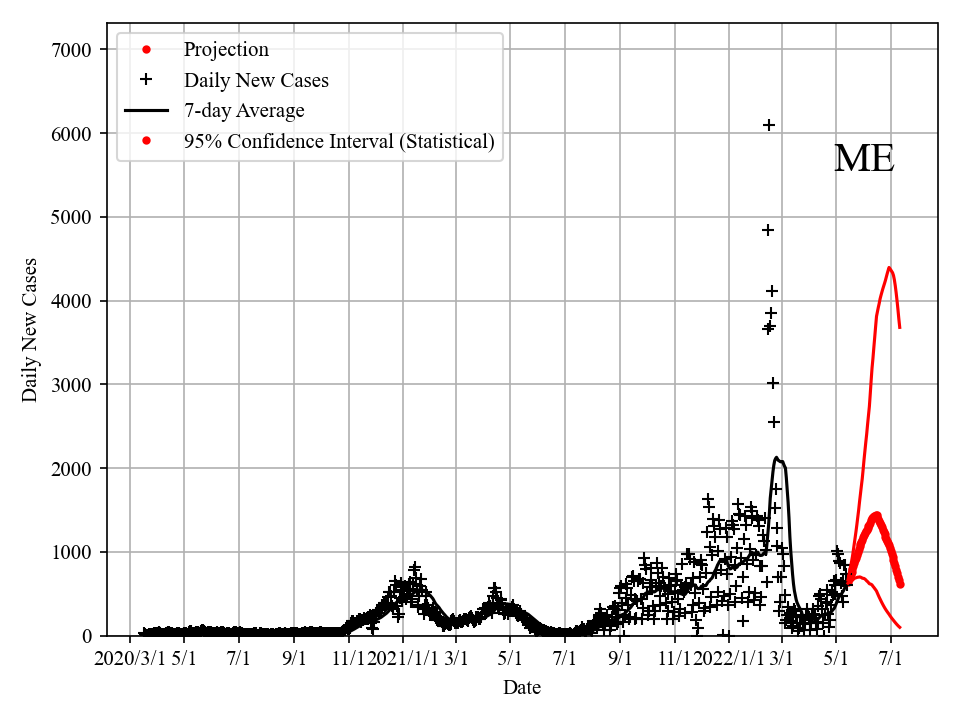 7000
6000
5000
4000
3000
2000
1000
0
Daily New Cases
Projection
Daily New Cases
7-day Average
95% Confidence Interval (Statistical)
ME
2020/3/1 5/1 7/1 9/1 11/1 2021/1/1 3/1 5/1 7/1 9/1 11/1 2022/1/1 3/1 5/1 7/1
Date